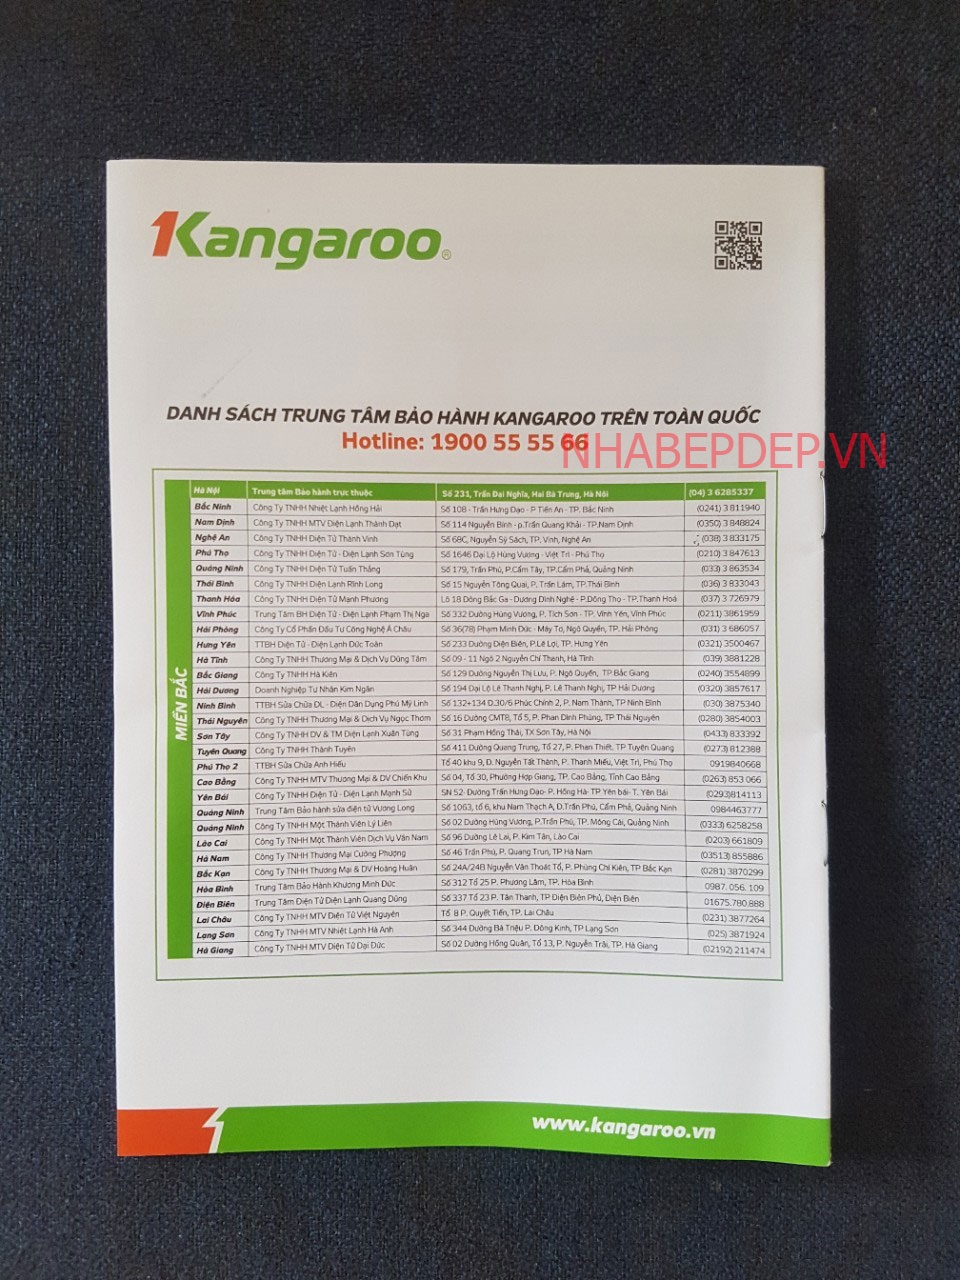 1Kangaroo®
DANH SÁCH TRUNG TÂM BẢO HÀNH KANGAROO TRÊN TOÀN QUỐC
Hotline: 1900 55 55 66
NHABEPDEP.VN
MIỀN BẮC
Hà Nội Trung tâm Bảo hành trực thuộc Số 231, Trần Đại Nghĩa, Hai Bà Trưng, Hà Nội (04) 3 6285337
Bắc Ninh Công Ty TNHH Nhiệt Lạnh Hồng Hải Số 108 - Trần Hưng Đạo - P Tiền An - TP. Bắc Ninh (0241) 3 811940
Nam Định Công Ty TNHH MTV Điện Lạnh Thành Đạt Số 114 Nguyễn Bính - p.Trần Quang Khải - TP.Nam Định (0350) 3 848824
Nghệ An Công Ty TNHH Điện Tử Thành Vinh Số 68C, Nguyễn Sỹ Sách, TP. Vinh, Nghệ An (038) 3 833175
Phú Thọ Công Ty TNHH Điện Tử - Điện Lạnh Sơn Tùng Số 1646 Đại Lộ Hùng Vương - Việt Trì - Phú Thọ (0210) 3 847613
Quảng Ninh Công Ty TNHH Điện Tử Tuấn Thắng Số 179, Trần Phú, P.Cẩm Tây, TP.Cẩm Phả, Quảng Ninh (033) 3 863534
Thái Bình Công Ty TNHH Điện Lạnh Rĩnh Long Số 15 Nguyễn Tông Quai, P. Trần Lãm, TP.Thái Bình (036) 3 833043
Thanh Hóa Công Ty TNHH Điện Tử Mạnh Phương Lô 18 Đông Bắc Ga - Dương Đình Nghệ - P.Đông Thọ - TP.Thanh Hoá (037) 3 726979
Vĩnh Phúc Trung Tâm BH Điện Tử - Điện Lạnh Phạm Thị Nga Số 332 Đường Hùng Vương, P. Tích Sơn - TP. Vĩnh Yên, Vĩnh Phúc (0211) 3861959
Hải Phòng Công Ty Cổ Phần Đầu Tư Công Nghệ Á Châu Số 36(78) Phạm Minh Đức - Máy Tơ, Ngô Quyền, TP. Hải Phòng (031) 3 686057
Hưng Yên TTBH Điện Tử - Điện Lạnh Đức Toàn Số 233 Đường Điện Biên, P.Lê Lợi, TP. Hưng Yên (0321) 3500467
Hà Tĩnh Công Ty TNHH Thương Mại & Dịch Vụ Dũng Tâm Số 09 - 11 Ngõ 2 Nguyễn Chí Thanh, Hà Tĩnh (039) 3881228
Bắc Giang Công Ty TNHH Hà Kiên Số 129 Đường Nguyễn Thị Lưu, P. Ngô Quyền, TP.Bắc Giang (0240) 3554899
Hải Dương Doanh Nghiệp Tư Nhân Kim Ngân Số 194 Đại Lộ Lê Thanh Nghị, P. Lê Thanh Nghị, TP Hải Dương (0320) 3857617
Ninh Bình TTBH Sửa Chữa ĐL - Điện Dân Dụng Phú Mỹ Linh Số 132+134 Đ.30/6 Phúc Chỉnh 2, P. Nam Thành, TP Ninh Bình (030) 3875340
Thái Nguyên Công Ty TNHH Thương Mại & Dịch Vụ Ngọc Thơm Số 16 Đường CMT8, Tổ 5, P. Phan Đình Phùng, TP Thái Nguyên (0280) 3854003
Sơn Tây Công Ty TNHH DV & TM Điện Lạnh Xuân Tùng Số 31 Phạm Hồng Thái, TX Sơn Tây, Hà Nội (0433) 833392
Tuyên Quang Công Ty TNHH Thành Tuyên Số 411 Đường Quang Trung, Tổ 27, P. Phan Thiết, TP Tuyên Quang (0273) 812388
Phú Thọ 2 TTBH Sửa Chữa Anh Hiếu Tổ 40 khu 9, Đ. Nguyễn Tất Thành, P. Thanh Miếu, Việt Trì, Phú Thọ 0919840668
Cao Bằng Công Ty TNHH MTV Thương Mại & DV Chiến Khu Số 04, Tổ 30, Phường Hợp Giang, TP. Cao Bằng, Tỉnh Cao Bằng (0263) 853 066
Yên Bái Công Ty TNHH Điện Tử - Điện Lạnh Mạnh Sử SN 52- Đường Trần Hưng Đạo- P. Hồng Hà- TP Yên bái- T. Yên Bái (0293)814113
Quảng Ninh Trung Tâm Bảo hành sửa điện tử Vương Long Số 1063, tổ 6, khu Nam Thạch A, Đ.Trần Phú, Cẩm Phả, Quảng Ninh 0984463777
Quảng Ninh Công Ty TNHH Một Thành Viên Lý Liên Số 02 Đường Hùng Vương, P.Trần Phú, TP. Móng Cái, Quảng Ninh (0333) 6258258
Lào Cai Công Ty TNHH Một Thành Viên Dịch Vụ Văn Nam Số 96 Đường Lê Lai, P. Kim Tân, Lào Cai (0203) 661809
Hà Nam Công Ty TNHH Thương Mại Cường Phượng Số 46 Trần Phú, P. Quang Trun, TP.Hà Nam (03513) 855886
Bắc Kạn Công Ty TNHH Thương Mại & DV Hoàng Huân Số 24A/24B Nguyễn Văn Thoát Tổ, P. Phùng Chí Kiên, TP Bắc Kạn (0281) 3870299
Hòa Bình Trung Tâm Bảo Hành Khương Minh Đức Số 312 Tổ 25 P. Phương Lâm, TP. Hòa Bình 0987. 056. 109
Điện Biên Trung Tâm Điện Tử Điện Lạnh Quang Dũng Số 337 Tổ 23 P. Tân Thanh, TP Điện Biên Phủ, Điện Biên 01675.780.888
Lai Châu Công Ty TNHH MTV Điện Tử Việt Nguyên Tổ 8 P. Quyết Tiến, TP. Lai Châu (0231) 3877264
Lạng Sơn Công Ty TNHH MTV Nhiệt Lạnh Hà Anh Số 344 Đường Bà Triệu P. Đông Kinh, TP Lạng Sơn (025) 3871924
Hà Giang Công Ty TNHH MTV Điện Tử Đại Đức Số 02 Đường Hồng Quân, Tổ 13, P. Nguyễn Trãi, TP. Hà Giang (02192) 211474
www.kangaroo.vn